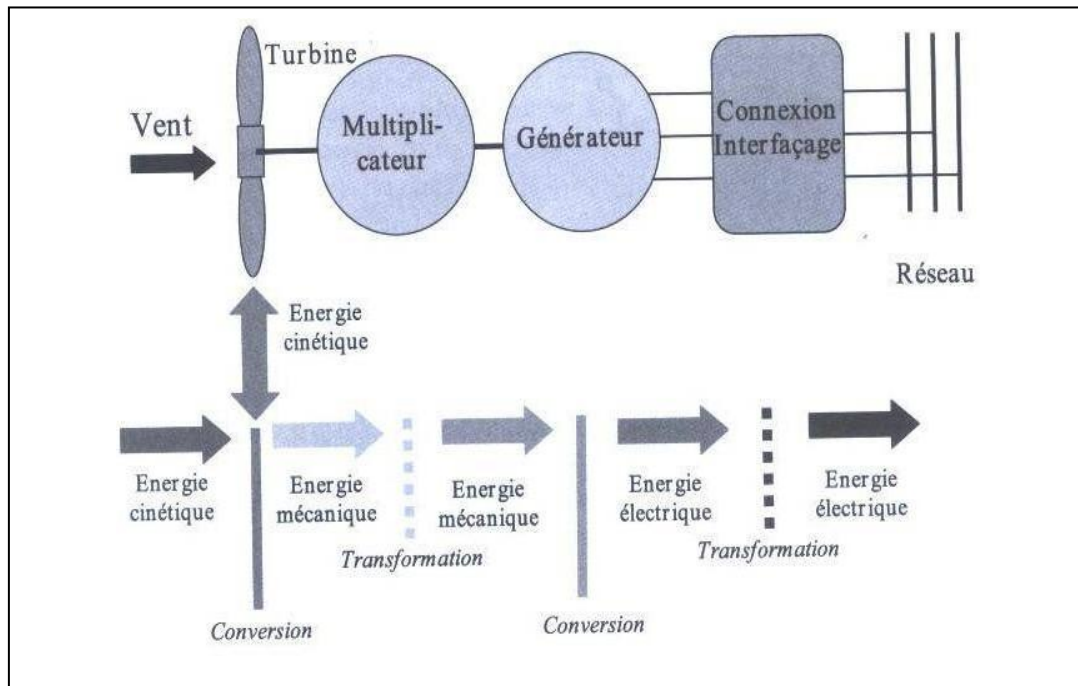 Turbine
Vent
Multipli-
cateur
Générateur
Connexion
Interfaçage
Réseau
Energie
cinétique
Energie
cinétique
Energie
mécanique
Energie
mécanique
Energie
électrique
Energie
électrique
Transformation
Transformation
Conversion
Conversion